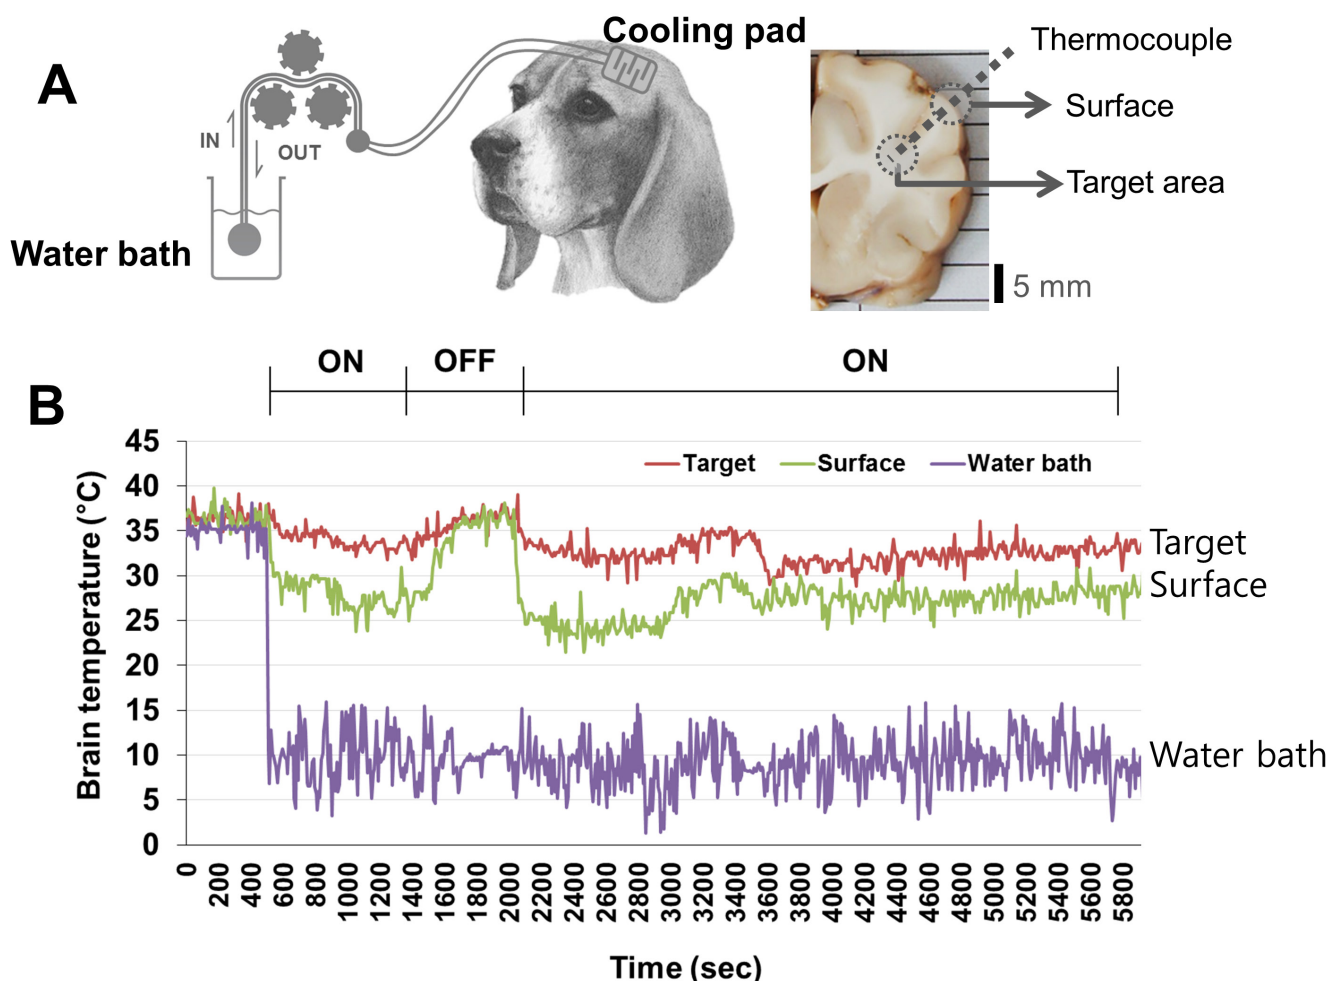 A
Cooling pad
Thermocouple
Surface
Target area
5 mm
IN
OUT
Water bath
B
ON
OFF
ON
Brain temperature (°C)
45
40
35
30
25
20
15
10
5
0
Target
Surface
Water bath
Target
Surface
Water bath
0
200
400
600
800
1000
1200
1400
1600
1800
2000
2200
2400
2600
2800
3000
3200
3400
3600
3800
4000
4200
4400
4600
4800
5000
5200
5400
5600
5800
Time (sec)